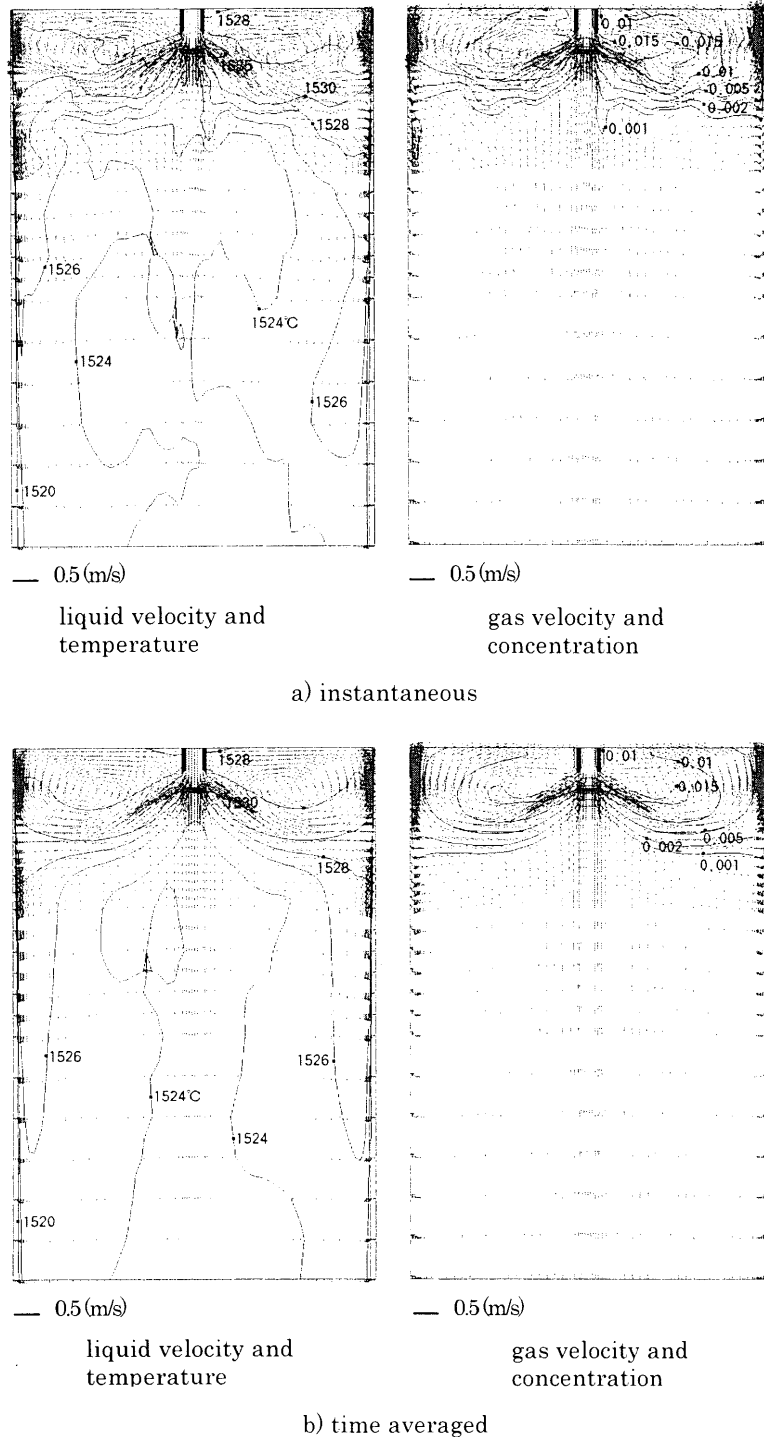 1528
1535
1530
1528
1526
1524℃
1524
1526
1520
0.5 (m/s)
liquid velocity and
temperature
0.01
0.015
0.015
0.01
0.005
0.002
0.001
0.5 (m/s)
gas velocity and
concentration
a) instantaneous
1528
1530
1528
1526
1526
1524℃
1524
1520
0.5 (m/s)
liquid velocity and
temperature
0.01
0.01
0.015
0.005
0.002
0.001
0.5 (m/s)
gas velocity and
concentration
b) time averaged